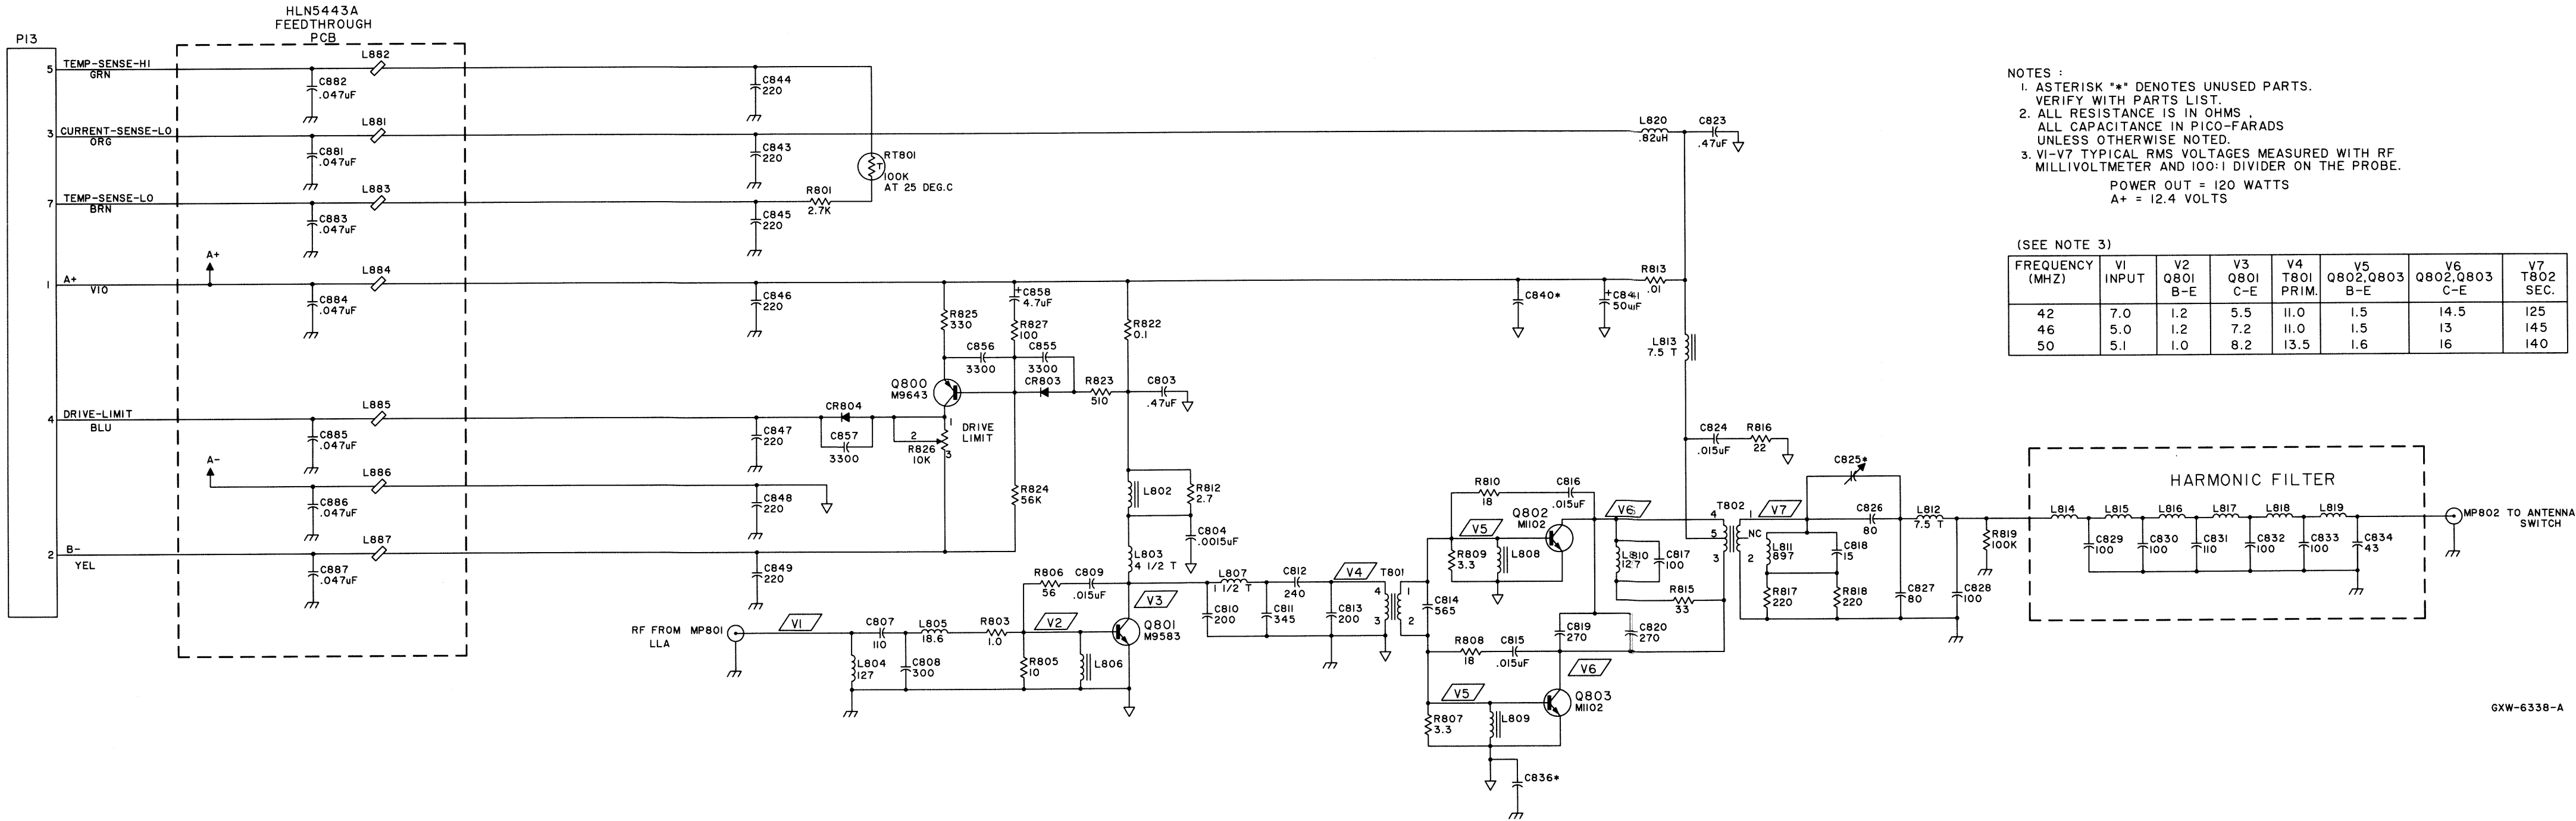 HLN5443A
FEEDTHROUGH
PCB
P13
5 TEMP-SENSE-HI
GRN
L882
C882
.047uF
C844
220
3 CURRENT-SENSE-LO
ORG
L881
C881
.047uF
C843
220
RT801
T
100K
AT 25 DEG.C
7 TEMP-SENSE-LO
BRN
L883
C883
.047uF
C845
220
R801
2.7K
L820
.82uH
C823
.47uF
A+
1 A+
VIO
L884
C884
.047uF
C846
220
R825
330
+ C858
4.7uF
R827
100
R822
0.1
C840*
+ C841
50uF
R813
.01
L813
7.5 T
C856
3300
C855
3300
Q800
M9643
CR803
R823
510
C803
.47uF
4 DRIVE-LIMIT
BLU
L885
C885
.047uF
C847
220
CR804
C857
3300
1
2
3
R826
10K
DRIVE
LIMIT
A-
L886
C886
.047uF
C848
220
R824
56K
L802
R812
2.7
C804
.0015uF
L803
4 1/2 T
2 B-
YEL
L887
C887
.047uF
C849
220
R806
56
C809
.015uF
V3
Q801
M9583
RF FROM MP801
LLA
V1
C807
110
L805
18.6
R803
1.0
V2
L804
127
C808
300
R805
10
L806
L807
1 1/2 T
C812
240
V4
T801
4
3
1
2
C810
200
C811
345
C813
200
C814
565
C824
.015uF
R816
22
R810
18
C816
.015uF
Q802
M1102
V5
V6
R809
3.3
L808
L810
127
C817
100
R815
33
T802
4
5
3
1
NC
2
V7
R808
18
C815
.015uF
C819
270
C820
270
V6
V5
Q803
M1102
R807
3.3
L809
C836*
C825*
C826
80
L812
7.5 T
L811
897
C818
15
R817
220
R818
220
C827
80
C828
100
R819
100K
HARMONIC FILTER
L814
L815
L816
L817
L818
L819
C829
100
C830
100
C831
110
C832
100
C833
100
C834
43
MP802 TO ANTENNA
SWITCH
NOTES :
1. ASTERISK "*" DENOTES UNUSED PARTS.
VERIFY WITH PARTS LIST.
2. ALL RESISTANCE IS IN OHMS ,
ALL CAPACITANCE IN PICO-FARADS
UNLESS OTHERWISE NOTED.
3. V1-V7 TYPICAL RMS VOLTAGES MEASURED WITH RF
MILLIVOLTMETER AND 100:1 DIVIDER ON THE PROBE.
POWER OUT = 120 WATTS
A+ = 12.4 VOLTS
(SEE NOTE 3)
FREQUENCY V1 V2 V3 V4 V5 V6 V7
(MHZ) INPUT Q801 Q801 T801 Q802,Q803 Q802,Q803 T802
B-E C-E PRIM. B-E C-E SEC.
42 7.0 1.2 5.5 11.0 1.5 14.5 125
46 5.0 1.2 7.2 11.0 1.5 13 145
50 5.1 1.0 8.2 13.5 1.6 16 140
GXW-6338-A